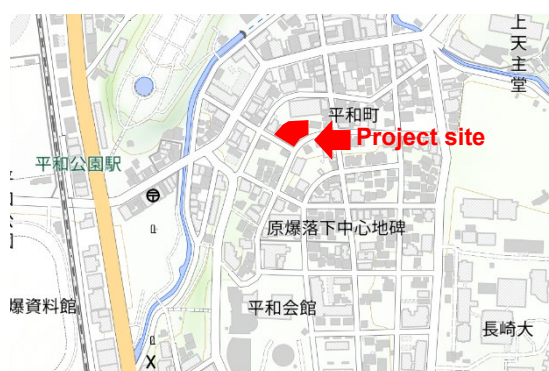 上天主堂
平和町
Project site
平和公園駅
原爆落下中心地碑
平和会館
爆資料館
長崎大